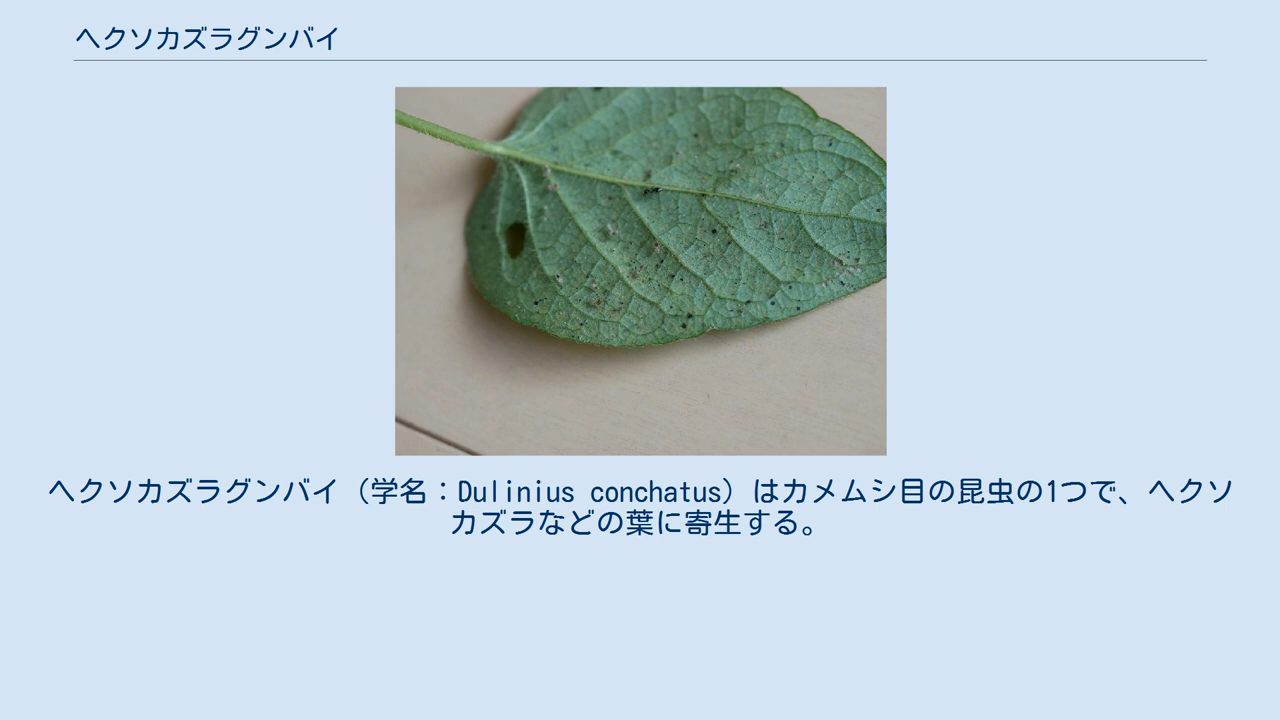 ヘクソカズラグンバイ
ヘクソカズラグンバイ（学名：Dulinius conchatus）はカメムシ目の昆虫の1つで、ヘクソ
カズラなどの葉に寄生する。